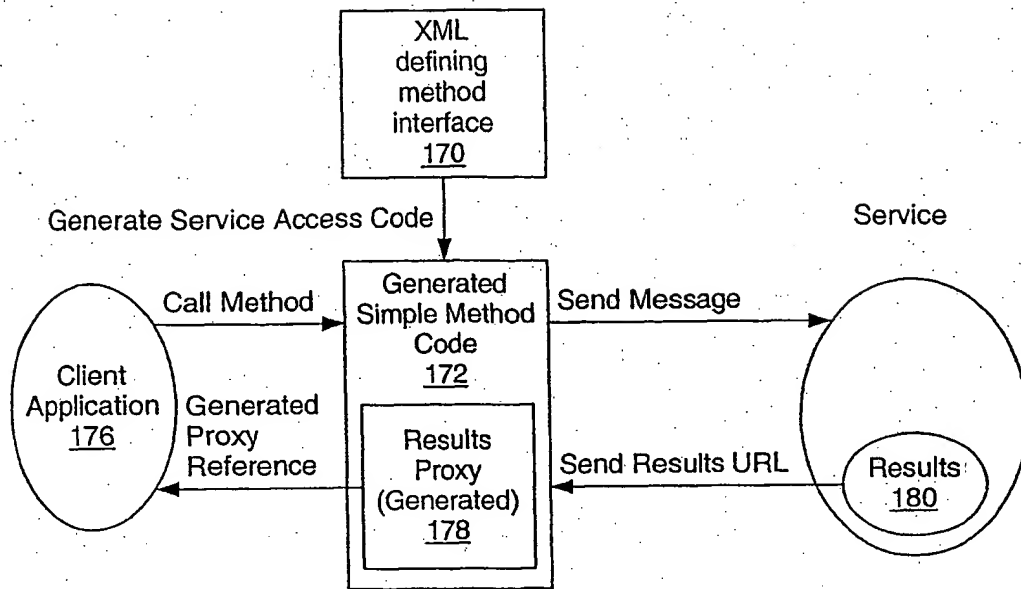 XML
defining
method
interface
170
Generate Service Access Code
Service
Call Method
Generated
Simple Method
Code
172
Send Message
Client
Application
176
Generated
Proxy
Reference
Results
Proxy
(Generated)
178
Send Results URL
Results
180